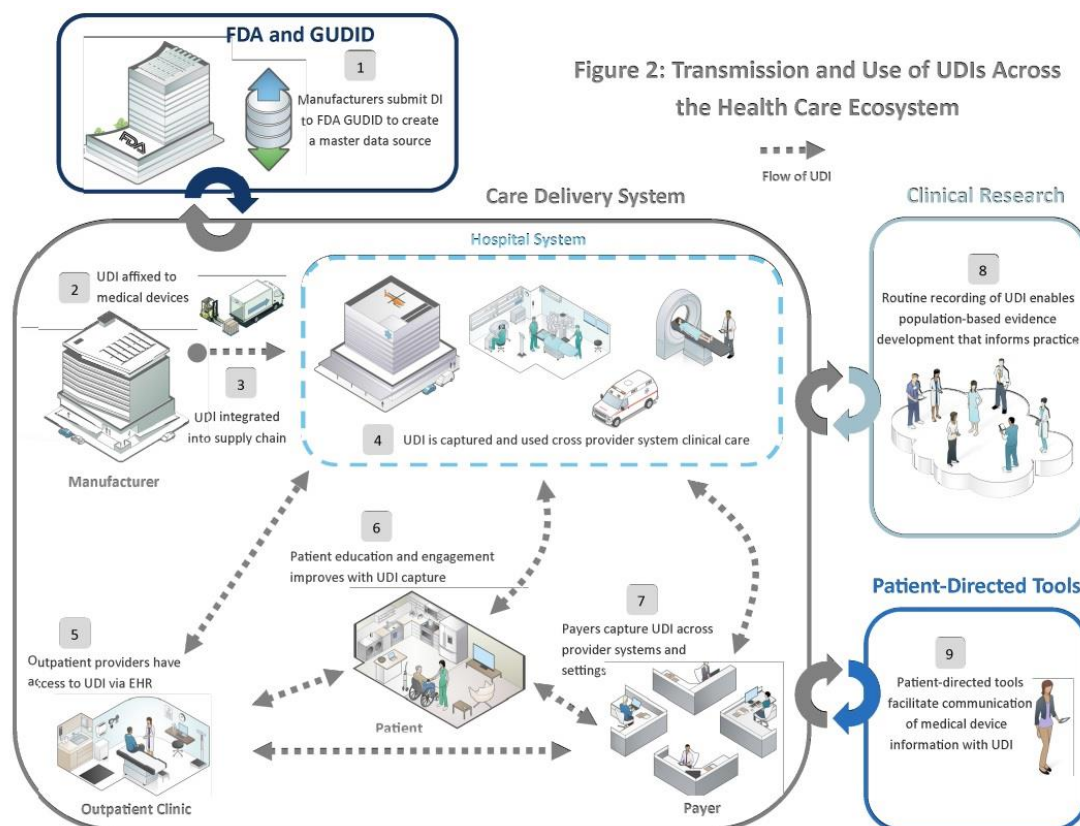 FDA and GUDID
1
Manufacturers submit DI
to FDA GUDID to create
a master data source
FDA
Figure 2: Transmission and Use of UDIs Across
the Health Care Ecosystem
Flow of UDI
Care Delivery System
Hospital System
2
UDI affixed to
medical devices
3
UDI integrated
into supply chain
Manufacturer
4
UDI is captured and used cross provider system clinical care
Clinical Research
8
Routine recording of UDI enables
population-based evidence
development that informs practice
6
Patient education and engagement
improves with UDI capture
Patient
5
Outpatient providers have
access to UDI via EHR
Outpatient Clinic
7
Payers capture UDI across
provider systems and
settings
Payer
Patient-Directed Tools
9
Patient-directed tools
facilitate communication
of medical device
information with UDI